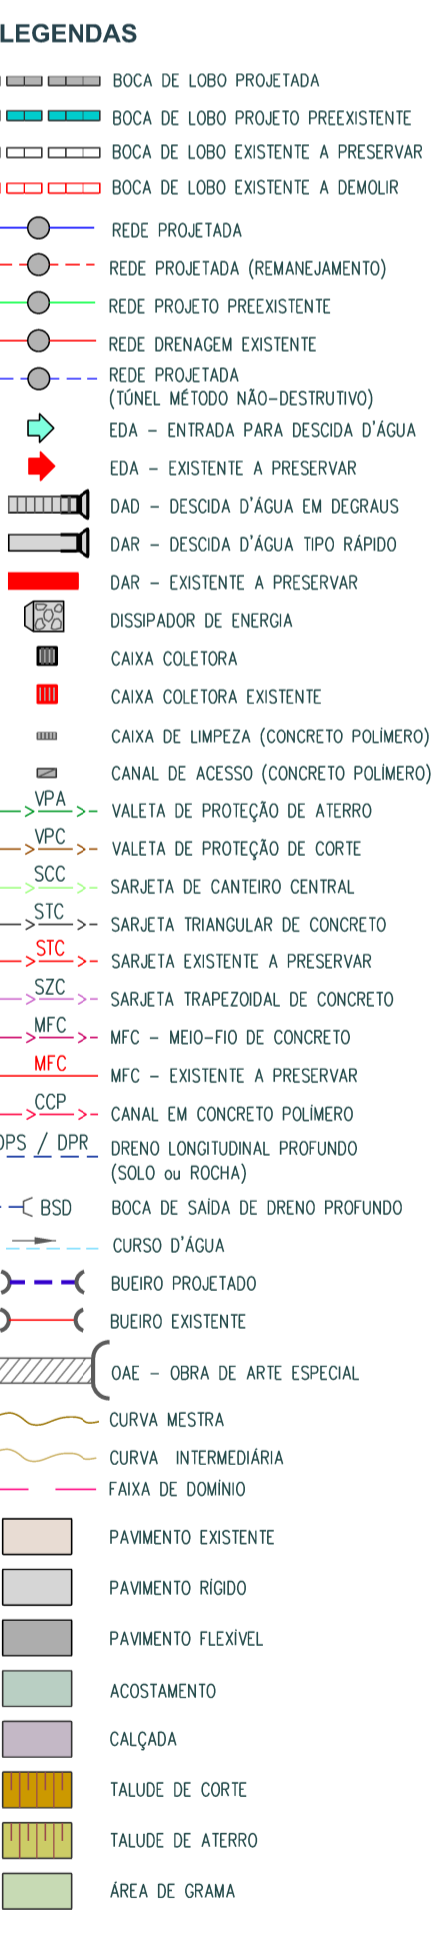 LEGENDAS
BOCA DE LOBO PROJETADA
BOCA DE LOBO PROJETO PREEXISTENTE
BOCA DE LOBO EXISTENTE A PRESERVAR
BOCA DE LOBO EXISTENTE A DEMOLIR
REDE PROJETADA
REDE PROJETADA (REMANEJAMENTO)
REDE PROJETO PREEXISTENTE
REDE DRENAGEM EXISTENTE
REDE PROJETADA
(TÚNEL MÉTODO NÃO-DESTRUTIVO)
EDA - ENTRADA PARA DESCIDA D'ÁGUA
EDA - EXISTENTE A PRESERVAR
DAD - DESCIDA D'ÁGUA EM DEGRAUS
DAR - DESCIDA D'ÁGUA TIPO RÁPIDO
DAR - EXISTENTE A PRESERVAR
DISSIPADOR DE ENERGIA
CAIXA COLETORA
CAIXA COLETORA EXISTENTE
CAIXA DE LIMPEZA (CONCRETO POLÍMERO)
CANAL DE ACESSO (CONCRETO POLÍMERO)
VPA VALETA DE PROTEÇÃO DE ATERRO
VPC VALETA DE PROTEÇÃO DE CORTE
SCC SARJETA DE CANTEIRO CENTRAL
STC SARJETA TRIANGULAR DE CONCRETO
STC SARJETA EXISTENTE A PRESERVAR
SZC SARJETA TRAPEZOIDAL DE CONCRETO
MFC MFC - MEIO-FIO DE CONCRETO
MFC MFC - EXISTENTE A PRESERVAR
CCP CANAL EM CONCRETO POLÍMERO
DPS / DPR DRENO LONGITUDINAL PROFUNDO
(SOLO ou ROCHA)
BSD BOCA DE SAÍDA DE DRENO PROFUNDO
CURSO D'ÁGUA
BUEIRO PROJETADO
BUEIRO EXISTENTE
OAE - OBRA DE ARTE ESPECIAL
CURVA MESTRA
CURVA INTERMEDIÁRIA
FAIXA DE DOMÍNIO
PAVIMENTO EXISTENTE
PAVIMENTO RÍGIDO
PAVIMENTO FLEXÍVEL
ACOSTAMENTO
CALÇADA
TALUDE DE CORTE
TALUDE DE ATERRO
ÁREA DE GRAMA